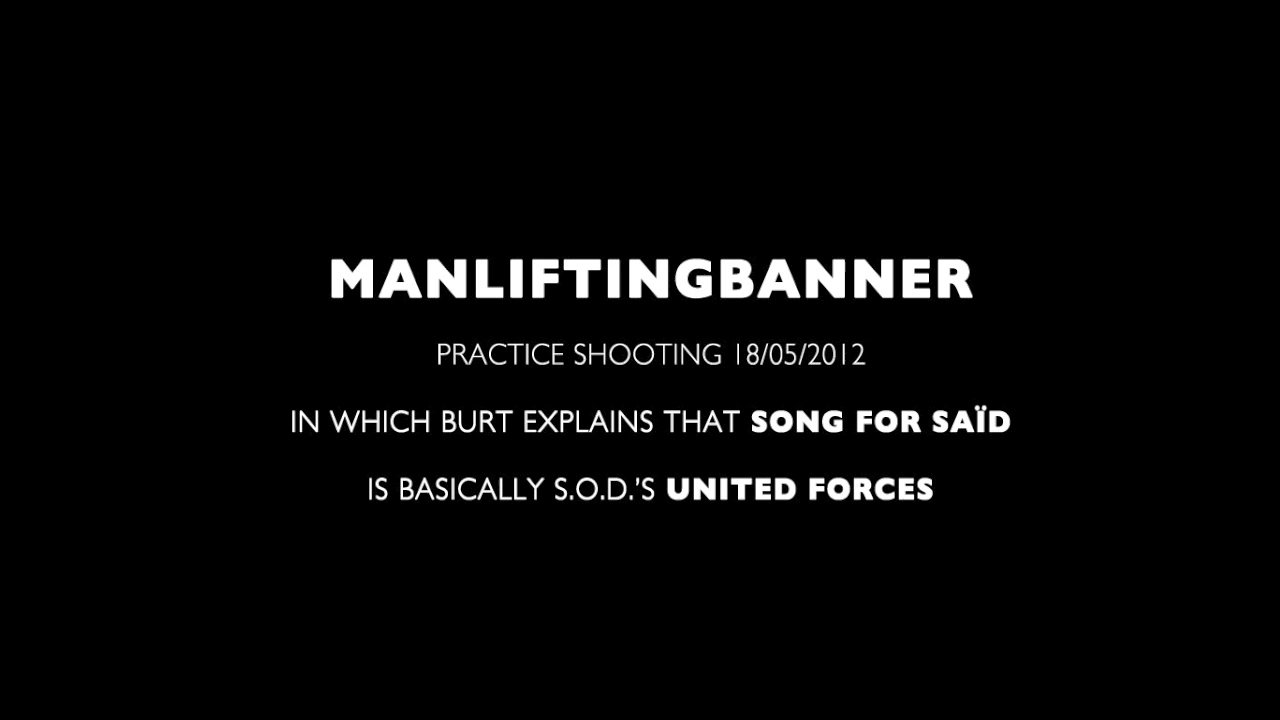 MANLIFTINGBANNER
PRACTICE SHOOTING 18/05/2012
IN WHICH BURT EXPLAINS THAT SONG FOR SAÏD
IS BASICALLY S.O.D.'S UNITED FORCES